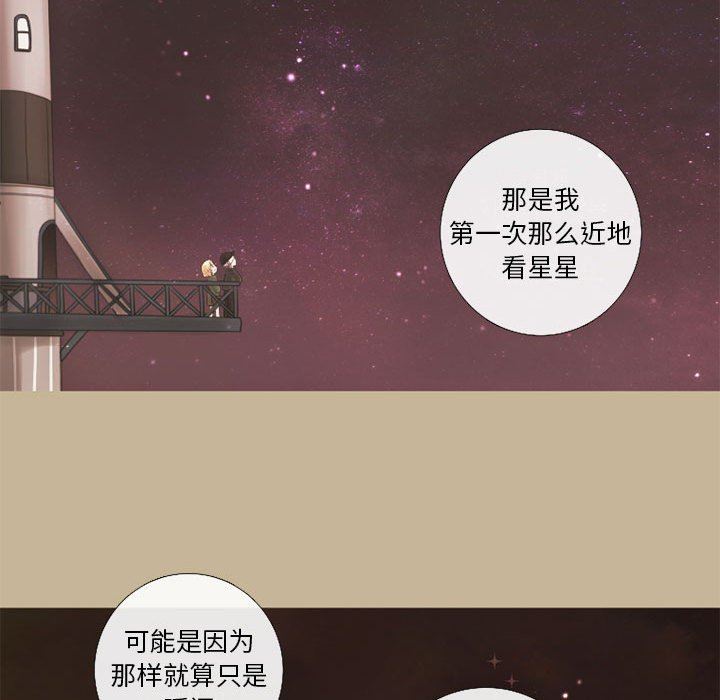 那是我
第一次那么近地
看星星
可能是因为
那样就算只是